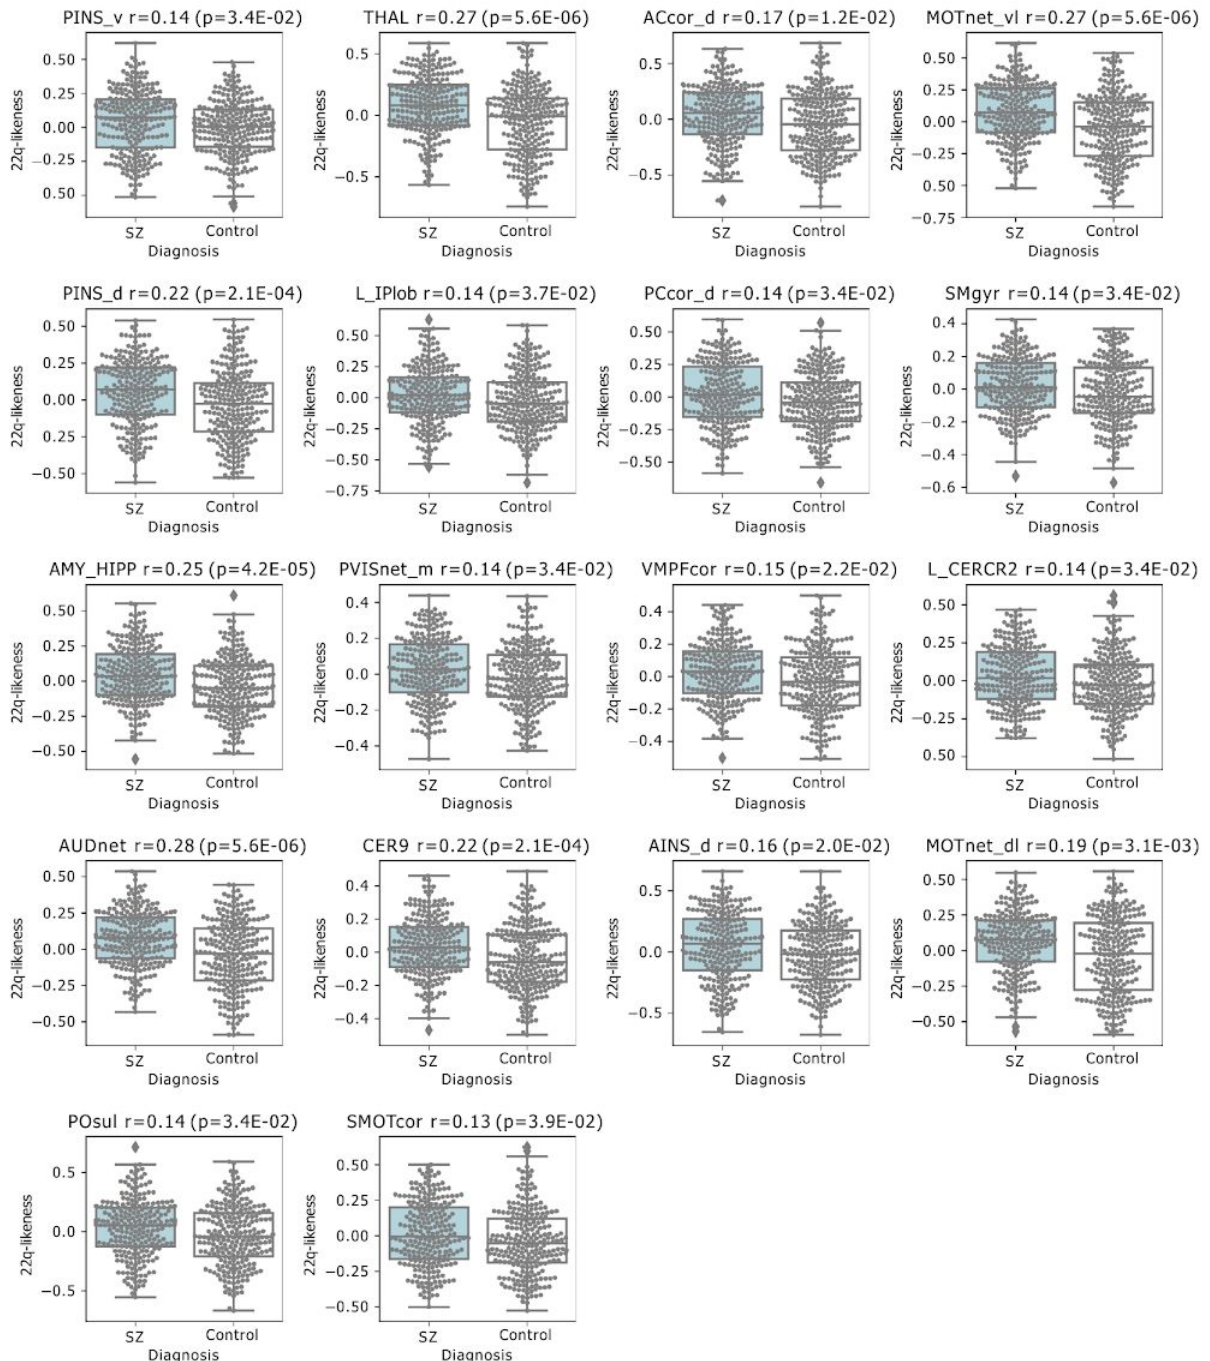 PINS_v r=0.14 (p=3.4E-02)
22q-likeness
0.50
0.25
0.00
−0.25
0.50
SZ Control
Diagnosis
THAL r=0.27 (p=5.6E-06)
22q-likeness
0.5
0.0
−0.5
SZ Control
Diagnosis
ACcor_d r=0.17 (p=1.2E-02)
22q-likeness
0.5
0.0
−0.5
SZ Control
Diagnosis
MOTnet_vl r=0.27 (p=5.6E-06)
22q-likeness
0.50
0.25
0.00
−0.25
0.50
−0.75
SZ Control
Diagnosis
PINS_d r=0.22 (p=2.1E-04)
22q-likeness
0.50
0.25
0.00
0.25
−0.50
SZ Control
Diagnosis
L_IPlob r=0.14 (p=3.7E-02)
22q-likeness
0.75
0.50
0.25
0.00
−0.25
−0.50
−0.75
SZ Control
Diagnosis
PCcor_d r=0.14 (p=3.4E-02)
22q-likeness
0.50
0.25
0.00
−0.25
−0.50
SZ Control
Diagnosis
SMgyr r=0.14 (p=3.4E-02)
22q-likeness
0.4
0.2
0.0
−0.2
−0.4
−0.6
SZ Control
Diagnosis
AMY_HIPP r=0.25 (p=4.2E-05)
22q-likeness
0.50
0.25
0.00
−0.25
−0.50
SZ Control
Diagnosis
PVISnet_m r=0.14 (p=3.4E-02)
22q-likeness
0.4
0.2
0.0
−0.2
−0.4
SZ Control
Diagnosis
VMPFcor r=0.15 (p=2.2E-02)
22q-likeness
0.4
0.2
0.0
−0.2
−0.4
SZ Control
Diagnosis
L_CERCR2 r=0.14 (p=3.4E-02)
22q-likeness
0.50
0.25
0.00
−0.25
0.50
SZ Control
Diagnosis
AUDnet r=0.28 (p=5.6E-06)
22q-likeness
0.50
0.25
0.00
−0.25
−0.50
SZ Control
Diagnosis
CER9 r=0.22 (p=2.1E-04)
22q-likeness
0.4
0.2
0.0
−0.2
−0.4
SZ Control
Diagnosis
AINS_d r=0.16 (p=2.0E-02)
22q-likeness
0.5
0.0
−0.5
SZ Control
Diagnosis
MOTnet_dl r=0.19 (p=3.1E-03)
22q-likeness
0.50
0.25
0.00
−0.25
−0.50
SZ Control
Diagnosis
POsul r=0.14 (p=3.4E-02)
22q-likeness
0.5
0.0
−0.5
SZ Control
Diagnosis
SMOTcor r=0.13 (p=3.9E-02)
22q-likeness
0.50
0.25
0.00
−0.25
−0.50
SZ Control
Diagnosis